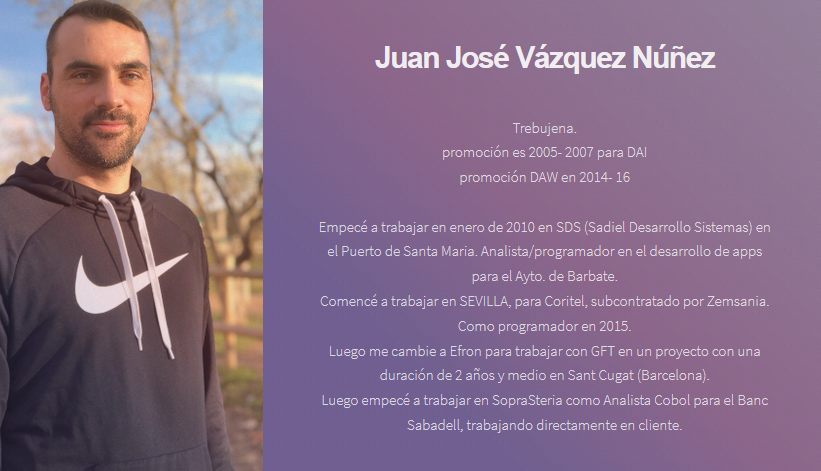 Juan José Vázquez Núñez
Trebujena.
promoción es 2005- 2007 para DAI
promoción DAW en 2014- 16
Empecé a trabajar en enero de 2010 en SDS (Sadiel Desarrollo Sistemas) en
el Puerto de Santa Maria. Analista/programador en el desarrollo de apps
para el Ayto. de Barbate.
Comencé a trabajar en SEVILLA, para Coritel, subcontratado por Zemsania.
Como programador en 2015.
Luego me cambie a Efron para trabajar con GFT en un proyecto con una
duración de 2 años y medio en Sant Cugat (Barcelona).
Luego empecé a trabajar en SopraSteria como Analista Cobol para el Banc
Sabadell, trabajando directamente en cliente.